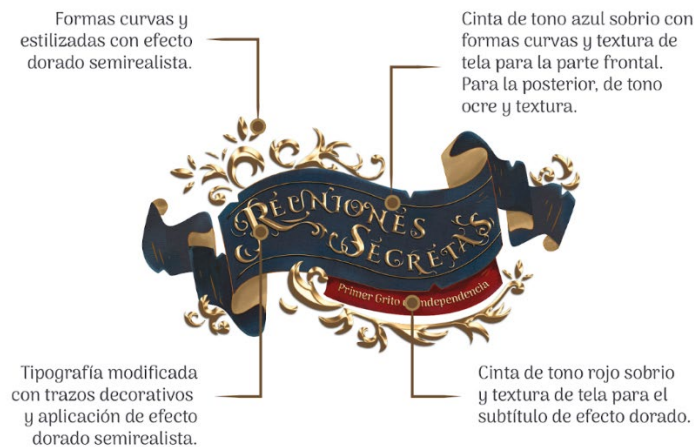 Formas curvas y
estilizadas con efecto
dorado semirealista.
Cinta de tono azul sobrio con
formas curvas y textura de
tela para la parte frontal.
Para la posterior, de tono
ocre y textura.
REUNIONES
SECRETAS
Primer Grito Independencia
Tipografía modificada
con trazos decorativos
y aplicación de efecto
dorado semirealista.
Cinta de tono rojo sobrio
y textura de tela para el
subtítulo de efecto dorado.